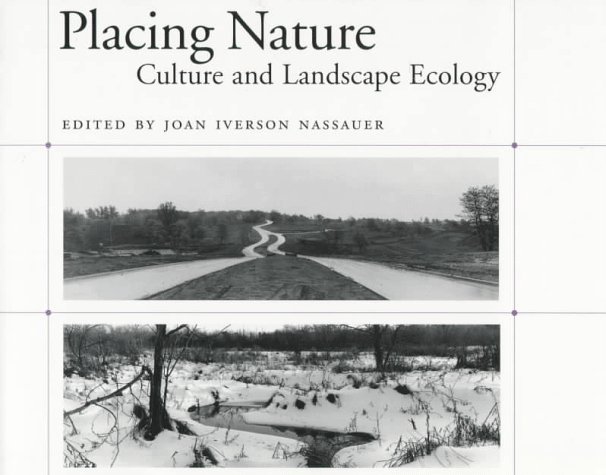 Placing Nature
Culture and Landscape Ecology
EDITED BY JOAN IVERSON NASSAUER